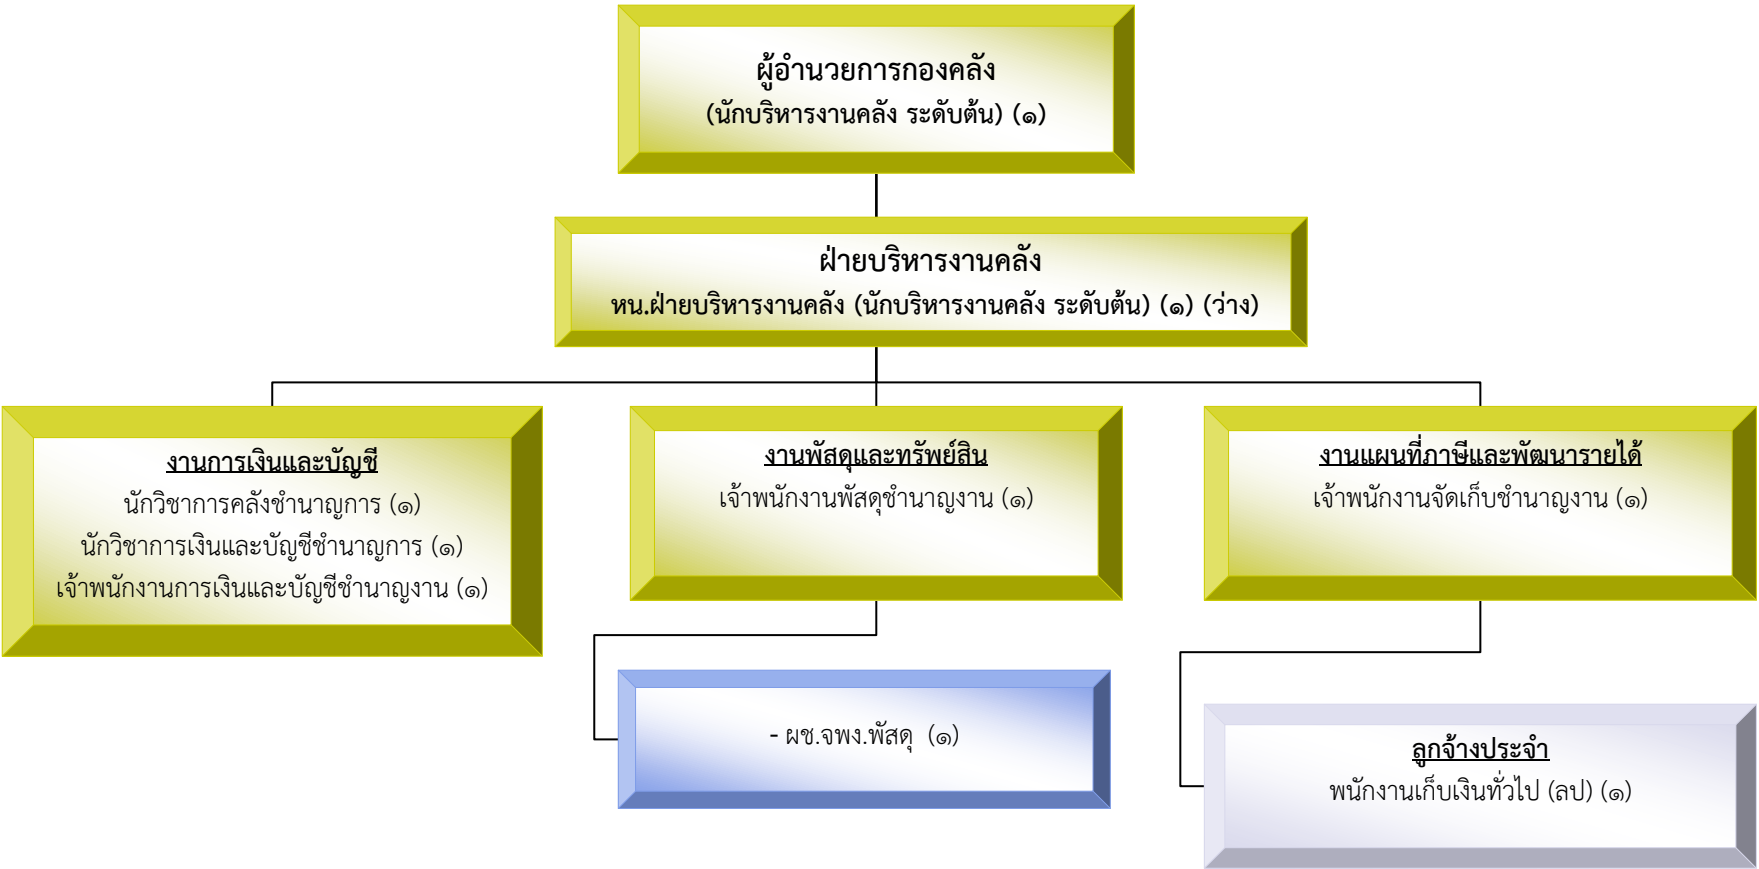 ผู้อำนวยการกองคลัง
(นักบริหารงานคลัง ระดับต้น) (๑)
ฝ่ายบริหารงานคลัง
หน.ฝ่ายบริหารงานคลัง (นักบริหารงานคลัง ระดับต้น) (๑) (ว่าง)
งานการเงินและบัญชี
นักวิชาการคลังชำนาญการ (๑)
นักวิชาการเงินและบัญชีชำนาญการ (๑)
เจ้าพนักงานการเงินและบัญชีชำนาญงาน (๑)
งานพัสดุและทรัพย์สิน
เจ้าพนักงานพัสดุชำนาญงาน (๑)
งานแผนที่ภาษีและพัฒนารายได้
เจ้าพนักงานจัดเก็บชำนาญงาน (๑)
- ผช.จพง.พัสดุ (๑)
ลูกจ้างประจำ
พนักงานเก็บเงินทั่วไป (ลป) (๑)